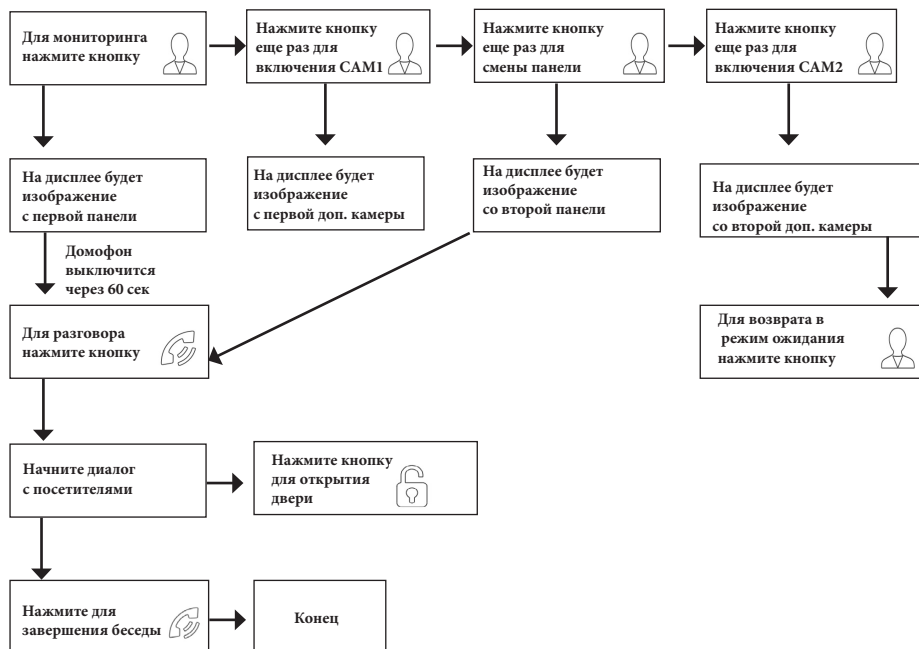 Для мониторинга
нажмите кнопку
Нажмите кнопку
еще раз для
включения CAM1
Нажмите кнопку
еще раз для
смены панели
Нажмите кнопку
еще раз для
включения CAM2
На дисплее будет
изображение
с первой панели
На дисплее будет
изображение
с первой доп. камеры
На дисплее будет
изображение
со второй панели
На дисплее будет
изображение
со второй доп. камеры
Домофон
выключится
через 60 сек
Для разговора
нажмите кнопку
Для возврата в
режим ожидания
нажмите кнопку
Начните диалог
с посетителями
Нажмите кнопку
для открытия
двери
Нажмите для
завершения беседы
Конец